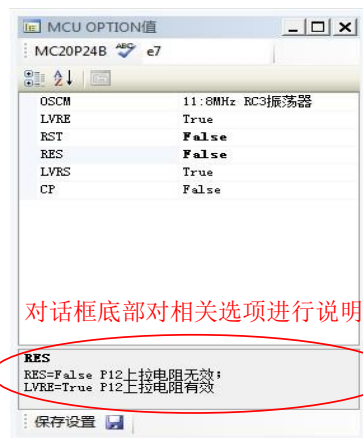 MCU OPTION值
MC20P24B ABC e7
OSCM 11:8MHz RC3振荡器
LVRE True
RST False
RES False
LVRS True
CP False
对话框底部对相关选项进行说明
RES
RES=False P12上拉电阻无效;
LVRE=True P12上拉电阻有效
保存设置